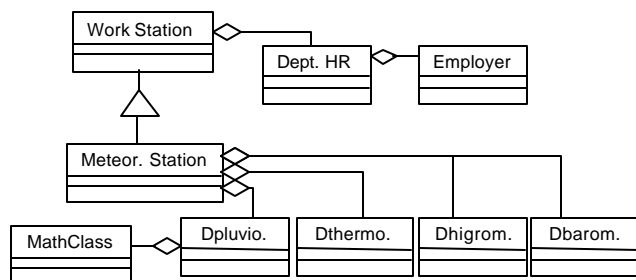 Work Station
Dept. HR
Employer
Meteor. Station
MathClass
Dpluvio.
Dthermo.
Dhigrom.
Dbarom.